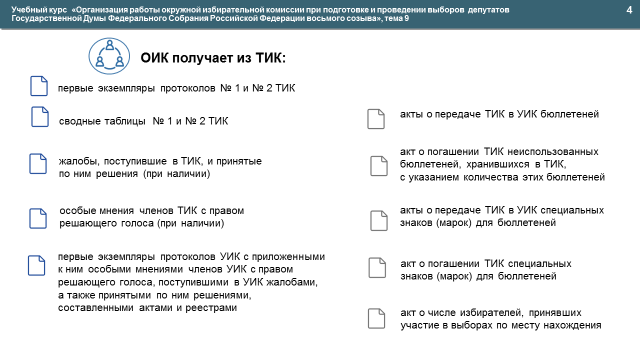 Учебный курс «Организация работы окружной избирательной комиссии при подготовке и проведении выборов депутатов
Государственной Думы Федерального Собрания Российской Федерации восьмого созыва», тема 9
4
ОИК получает из ТИК:
первые экземпляры протоколов № 1 и № 2 ТИК
сводные таблицы № 1 и № 2 ТИК
жалобы, поступившие в ТИК, и принятые
по ним решения (при наличии)
особые мнения членов ТИК с правом
решающего голоса (при наличии)
первые экземпляры протоколов УИК с приложенными
к ним особыми мнениями членов УИК с правом
решающего голоса, поступившими в УИК жалобами,
а также принятыми по ним решениями,
составленными актами и реестрами
акты о передаче ТИК в УИК бюллетеней
акт о погашении ТИК неиспользованных
бюллетеней, хранившихся в ТИК,
с указанием количества этих бюллетеней
акты о передаче ТИК в УИК специальных
знаков (марок) для бюллетеней
акт о погашении ТИК специальных
знаков (марок) для бюллетеней
акт о числе избирателей, принявших
участие в выборах по месту нахождения